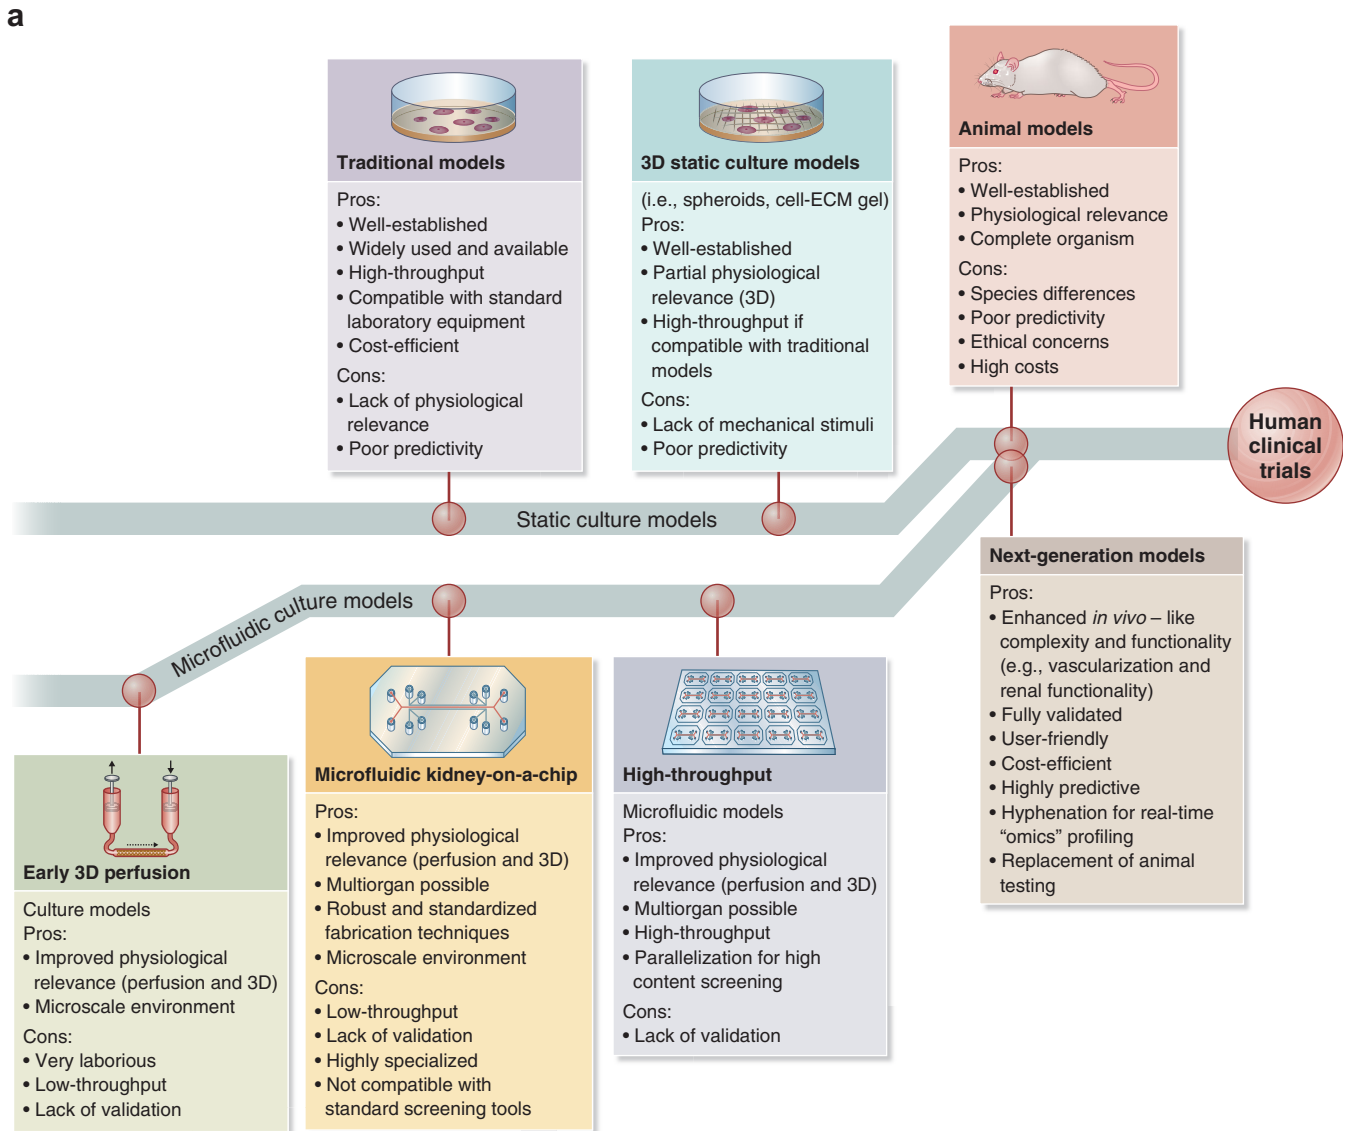 a
Traditional models
Pros:
• Well-established
• Widely used and available
• High-throughput
• Compatible with standard
laboratory equipment
• Cost-efficient
Cons:
• Lack of physiological
relevance
• Poor predictivity
3D static culture models
(i.e., spheroids, cell-ECM gel)
Pros:
• Well-established
• Partial physiological
relevance (3D)
• High-throughput if
compatible with traditional
models
Cons:
• Lack of mechanical stimuli
• Poor predictivity
Animal models
Pros:
• Well-established
• Physiological relevance
• Complete organism
Cons:
• Species differences
• Poor predictivity
• Ethical concerns
• High costs
Human
clinical
trials
Static culture models
Microfluidic culture models
Early 3D perfusion
Culture models
Pros:
• Improved physiological
relevance (perfusion and 3D)
• Microscale environment
Cons:
• Very laborious
• Low-throughput
• Lack of validation
Microfluidic kidney-on-a-chip
Pros:
• Improved physiological
relevance (perfusion and 3D)
• Multiorgan possible
• Robust and standardized
fabrication techniques
• Microscale environment
Cons:
• Low-throughput
• Lack of validation
• Highly specialized
• Not compatible with
standard screening tools
High-throughput
Microfluidic models
Pros:
• Improved physiological
relevance (perfusion and 3D)
• Multiorgan possible
• High-throughput
• Parallelization for high
content screening
Cons:
• Lack of validation
Next-generation models
Pros:
• Enhanced in vivo – like
complexity and functionality
(e.g., vascularization and
renal functionality)
• Fully validated
• User-friendly
• Cost-efficient
• Highly predictive
• Hyphenation for real-time
“omics” profiling
• Replacement of animal
testing